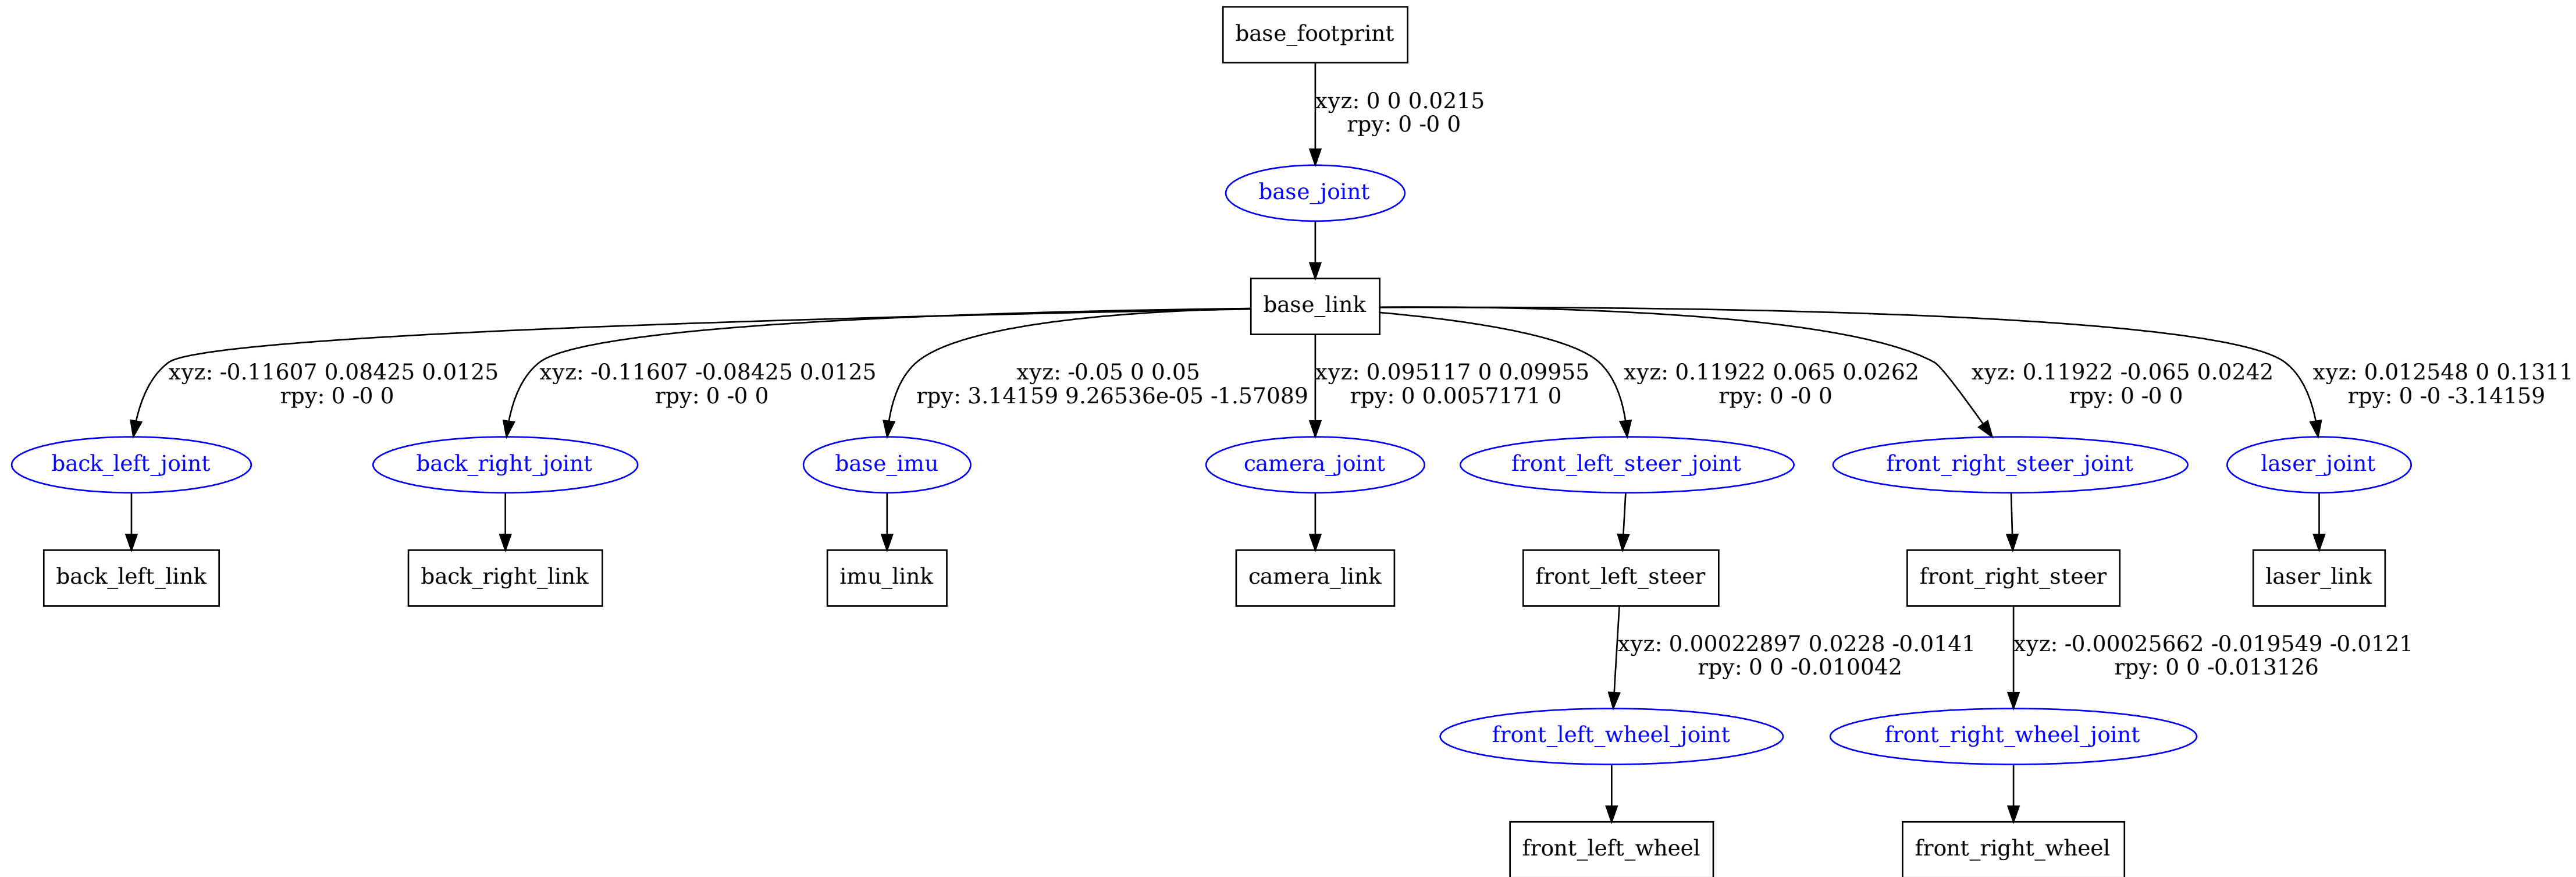 base_footprint
xyz: 0 0 0.0215
rpy: 0 -0 0
base_joint
base_link
xyz: -0.11607 0.08425 0.0125
rpy: 0 -0 0
xyz: -0.11607 -0.08425 0.0125
rpy: 0 -0 0
xyz: -0.05 0 0.05
rpy: 3.14159 9.26536e-05 -1.57089
xyz: 0.095117 0 0.09955
rpy: 0 0.0057171 0
xyz: 0.11922 0.065 0.0262
rpy: 0 -0 0
xyz: 0.11922 -0.065 0.0242
rpy: 0 -0 0
xyz: 0.012548 0 0.1311
rpy: 0 -0 -3.14159
back_left_joint
back_right_joint
base_imu
camera_joint
front_left_steer_joint
front_right_steer_joint
laser_joint
back_left_link
back_right_link
imu_link
camera_link
front_left_steer
front_right_steer
laser_link
xyz: 0.00022897 0.0228 -0.0141
rpy: 0 0 -0.010042
xyz: -0.00025662 -0.019549 -0.0121
rpy: 0 0 -0.013126
front_left_wheel_joint
front_right_wheel_joint
front_left_wheel
front_right_wheel